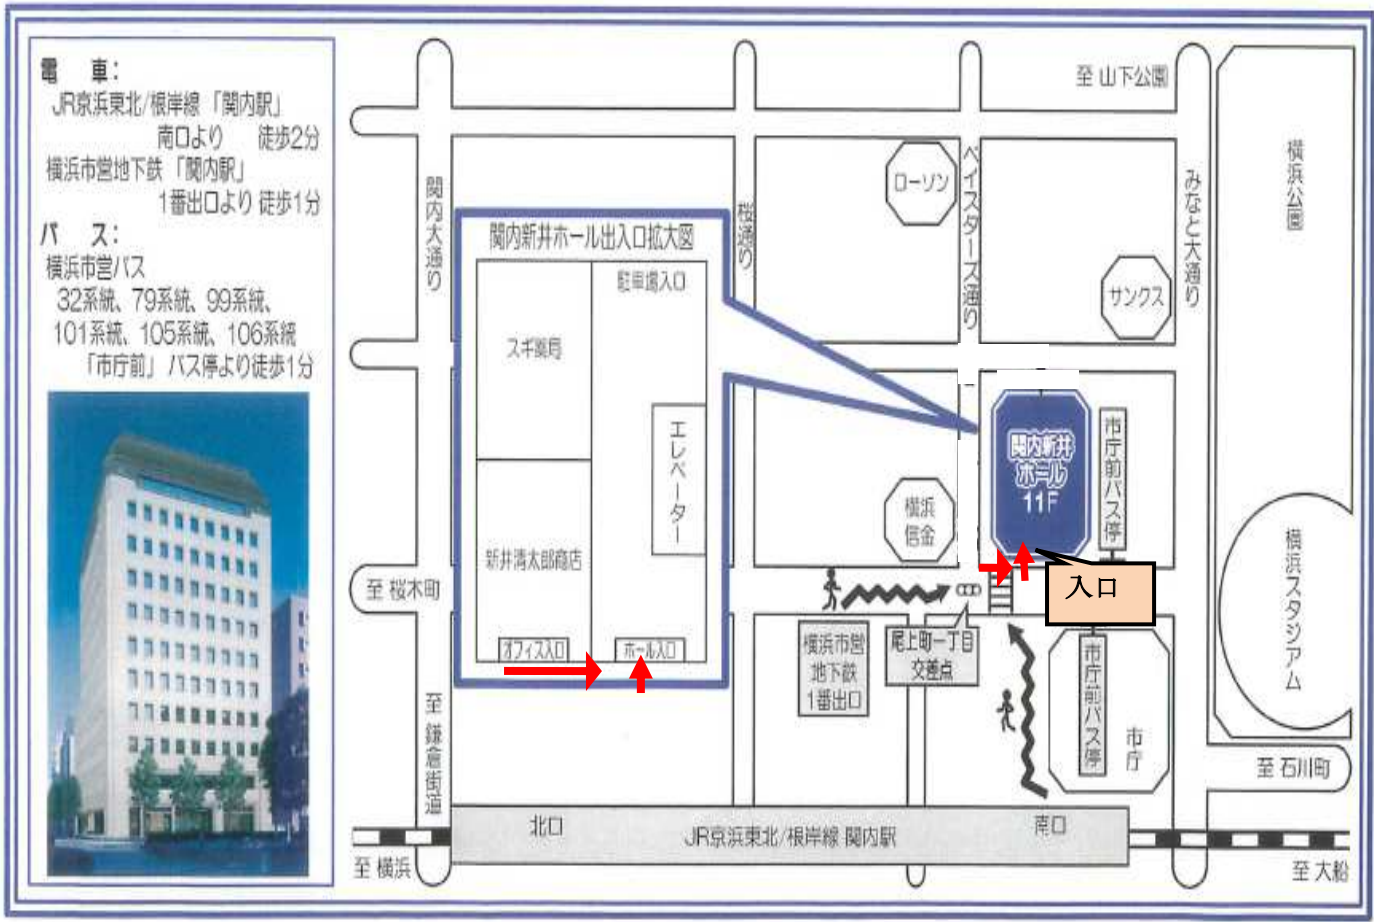 電　車：
JR京浜東北/根岸線「関内駅」
南口より　徒歩2分
横浜市営地下鉄「関内駅」
1番出口より 徒歩1分
バ　ス：
横浜市営バス
32系統、79系統、99系統、
101系統、105系統、106系統
「市庁前」バス停より徒歩1分
至 山下公園
関内大通り
桜通り
ベイスターズ通り
みなと大通り
横浜公園
ローソン
サンクス
関内新井ホール出入口拡大図
駐車場入口
スギ薬局
エレベーター
新井清太郎商店
オフィス入口
ホール入口
関内新井
ホール
11F
市庁前バス停
横浜
信金
入口
横浜スタジアム
至 桜木町
横浜市営
地下鉄
1番出口
尾上町一丁目
交差点
市庁前バス停
市庁
至 鎌倉街道
至 石川町
北口
JR京浜東北/根岸線 関内駅
南口
至 横浜
至 大船